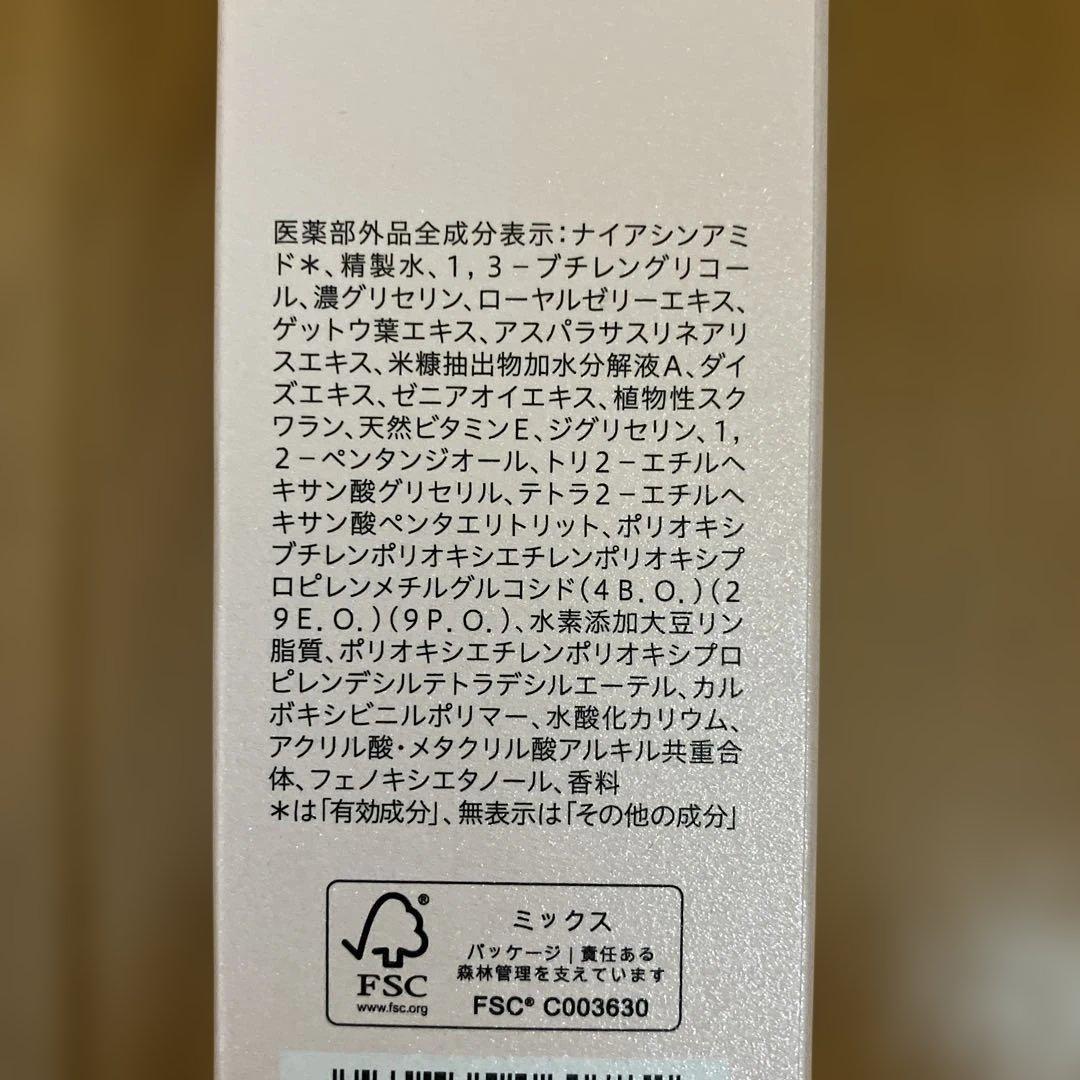 医薬部外品全成分表示：ナイアシンアミ
ド＊、精製水、１，３－ブチレングリコー
ル、濃グリセリン、ローヤルゼリーエキス、
ゲットウ葉エキス、アスパラサスリネアリ
スエキス、米糠抽出物加水分解液Ａ、ダイ
ズエキス、ゼニアオイエキス、植物性スク
ワラン、天然ビタミンＥ、ジグリセリン、１，
２－ペンタンジオール、トリ２－エチルヘ
キサン酸グリセリル、テトラ２－エチルヘ
キサン酸ペンタエリトリット、ポリオキシ
ブチレンポリオキシエチレンポリオキシプ
ロピレンメチルグルコシド（４Ｂ．Ｏ．）（２
９Ｅ．Ｏ．）（９Ｐ．Ｏ．）、水素添加大豆リン
脂質、ポリオキシエチレンポリオキシプロ
ピレンデシルテトラデシルエーテル、カル
ボキシビニルポリマー、水酸化カリウム、
アクリル酸・メタクリル酸アルキル共重合
体、フェノキシエタノール、香料
＊は「有効成分」、無表示は「その他の成分」
®
FSC
www.fsc.org
ミックス
パッケージ｜責任ある
森林管理を支えています
FSC® C003630